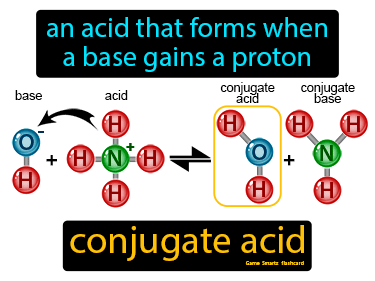 an acid that forms when
a base gains a proton
base
acid
conjugate
acid
conjugate
base
H
H
H
O-
+
H
N+
H
⇌
O
+
N
H
H
H
H
conjugate acid
Game Smartz flashcard